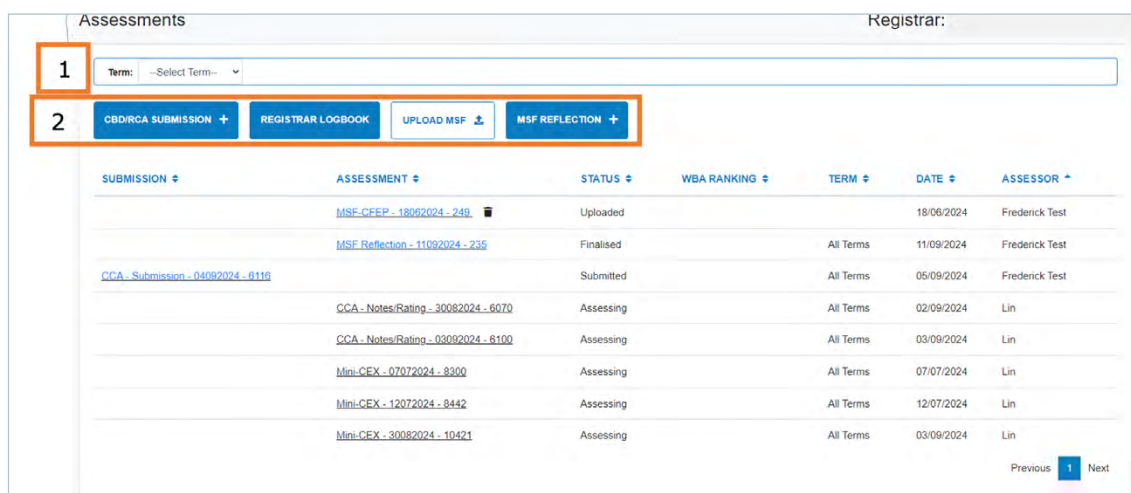 Assessments Registrar:
1 Term: --Select Term--
2 CBD/RCA SUBMISSION + REGISTRAR LOGBOOK UPLOAD MSF MSF REFLECTION +
SUBMISSION ASSESSMENT STATUS WBA RANKING TERM DATE ASSESSOR
MSF-CFEP - 18062024 - 249 Uploaded 18/06/2024 Frederick Test
MSF Reflection - 11092024 - 235 Finalised All Terms 11/09/2024 Frederick Test
CCA - Submission - 04092024 - 6116 Submitted All Terms 05/09/2024 Frederick Test
CCA - Notes/Rating - 30082024 - 6070 Assessing All Terms 02/09/2024 Lin
CCA - Notes/Rating - 03092024 - 6100 Assessing All Terms 03/09/2024 Lin
Mini-CEX - 07072024 - 8300 Assessing All Terms 07/07/2024 Lin
Mini-CEX - 12072024 - 8442 Assessing All Terms 12/07/2024 Lin
Mini-CEX - 30082024 - 10421 Assessing All Terms 03/09/2024 Lin
Previous 1 Next